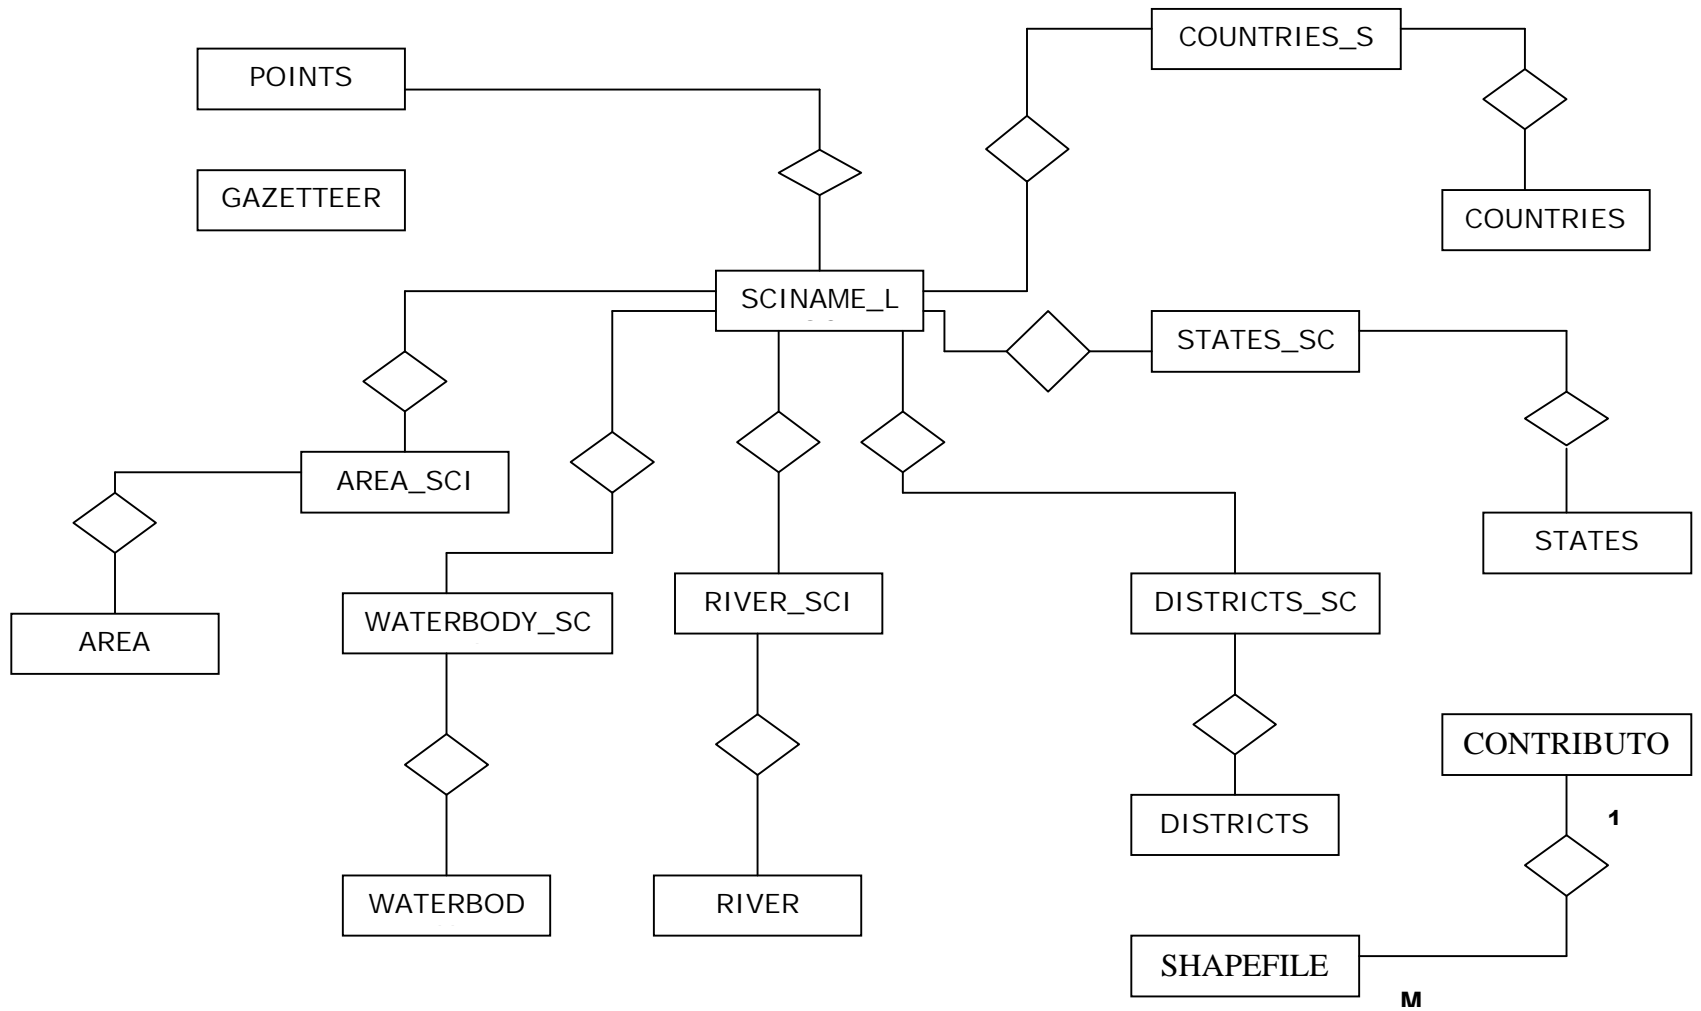 COUNTRIES_S
POINTS
GAZETTEER
COUNTRIES
SCINAME_L
STATES_SC
AREA_SCI
STATES
RIVER_SCI
DISTRICTS_SC
WATERBODY_SC
AREA
CONTRIBUTO
1
DISTRICTS
WATERBOD
RIVER
SHAPEFILE
M